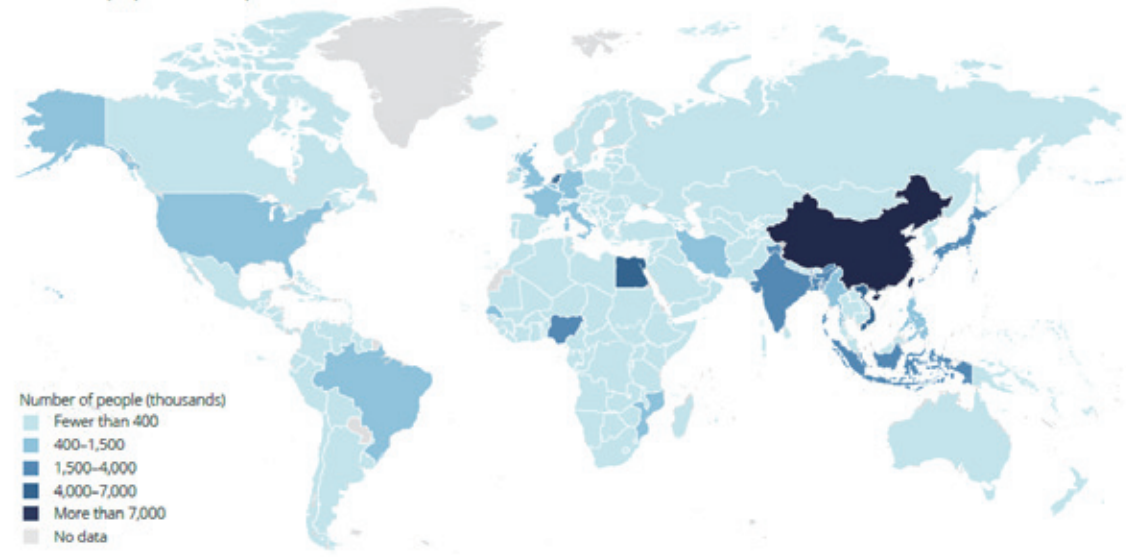 Number of people (thousands)
Fewer than 400
400–1,500
1,500–4,000
4,000–7,000
More than 7,000
No data